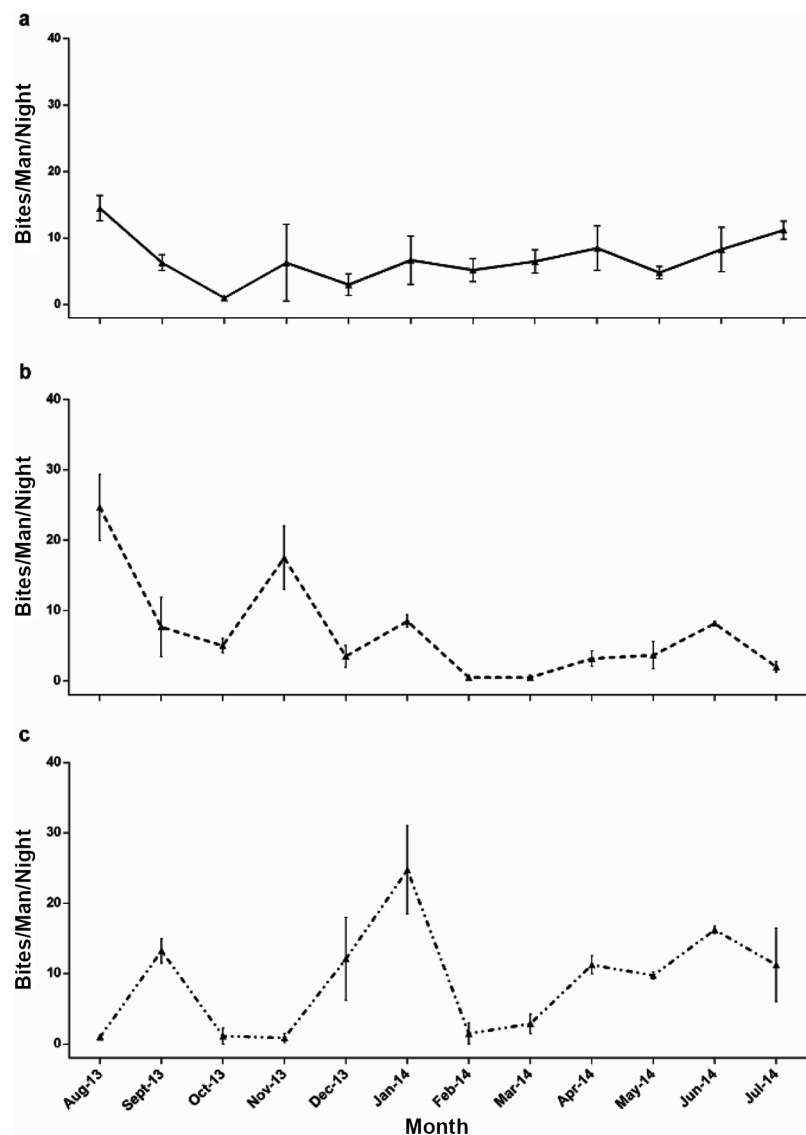 a
40
30
20
10
0
Bites/Man/Night
b
40
30
20
10
0
Bites/Man/Night
c
40
30
20
10
0
Bites/Man/Night
Aug-13 Sept-13 Oct-13 Nov-13 Dec-13 Jan-14 Feb-14 Mar-14 Apr-14 May-14 Jun-14 Jul-14
Month